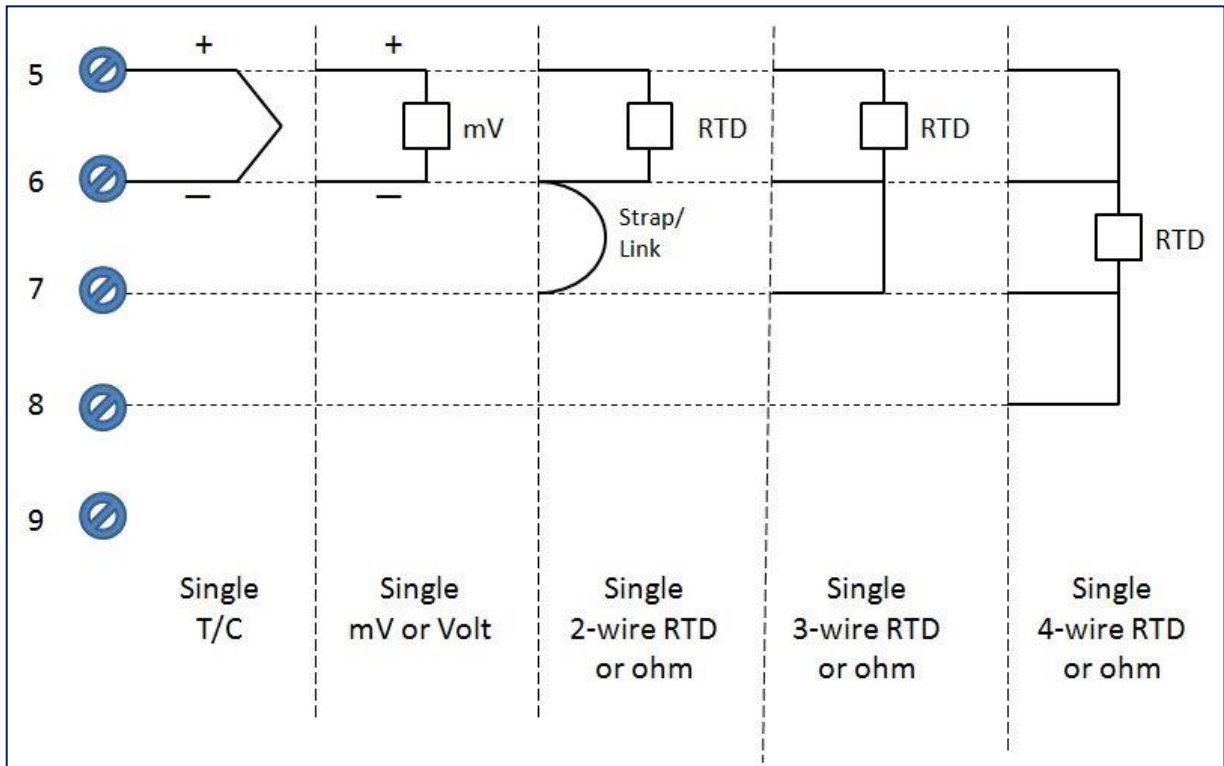 5
6
7
8
9
+
−
+
−
mV
RTD
Strap/
Link
RTD
RTD
Single
T/C
Single
mV or Volt
Single
2-wire RTD
or ohm
Single
3-wire RTD
or ohm
Single
4-wire RTD
or ohm